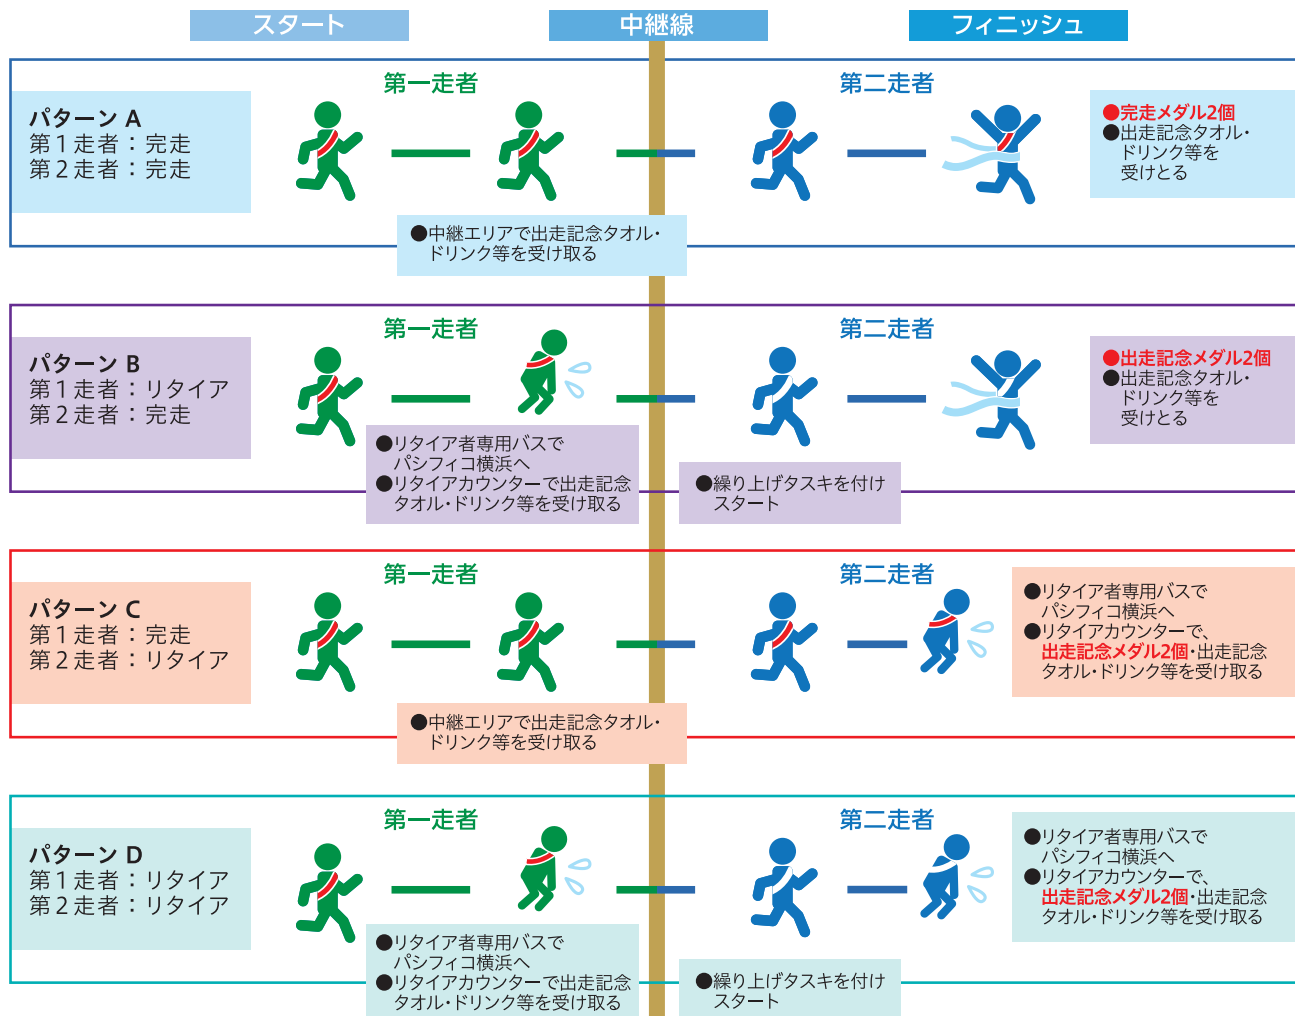 スタート
中継線
フィニッシュ
第一走者
第二走者
パターン A
第1走者：完走
第2走者：完走
●完走メダル2個
●出走記念タオル・
ドリンク等を
受けとる
●中継エリアで出走記念タオル・
ドリンク等を受け取る
第一走者
第二走者
パターン B
第1走者：リタイア
第2走者：完走
●出走記念メダル2個
●出走記念タオル・
ドリンク等を
受けとる
●リタイア者専用バスで
パシフィコ横浜へ
●リタイアカウンターで出走記念
タオル・ドリンク等を受け取る
●繰り上げタスキを付け
スタート
第一走者
第二走者
パターン C
第1走者：完走
第2走者：リタイア
●リタイア者専用バスで
パシフィコ横浜へ
●リタイアカウンターで、
出走記念メダル2個・出走記念
タオル・ドリンク等を受け取る
●中継エリアで出走記念タオル・
ドリンク等を受け取る
第一走者
第二走者
パターン D
第1走者：リタイア
第2走者：リタイア
●リタイア者専用バスで
パシフィコ横浜へ
●リタイアカウンターで、
出走記念メダル2個・出走記念
タオル・ドリンク等を受け取る
●リタイア者専用バスで
パシフィコ横浜へ
●リタイアカウンターで出走記念
タオル・ドリンク等を受け取る
●繰り上げタスキを付け
スタート